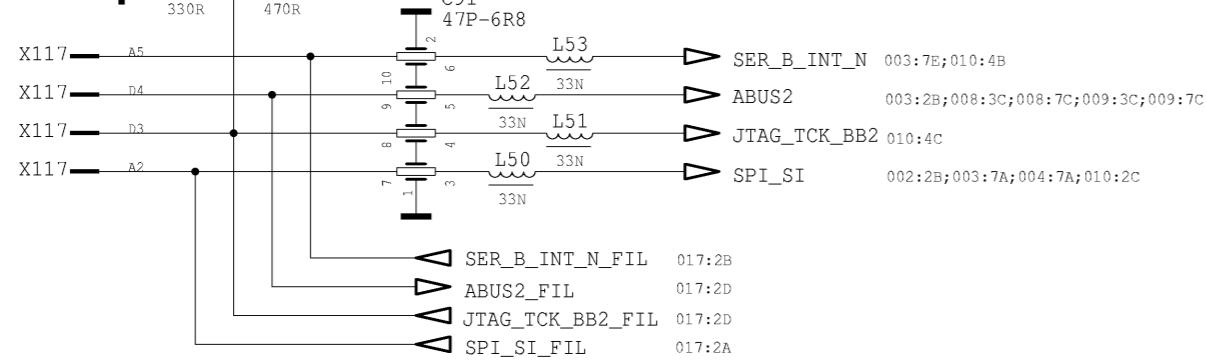 330R 470R
47P-6R8
X117 A5 2 6 L53 33N SER_B_INT_N 003:7E;010:4B
X117 D4 10 9 5 L52 33N ABUS2 003:2B;008:3C;008:7C;009:3C;009:7C
X117 D3 8 4 L51 33N JTAG_TCK_BB2 010:4C
X117 A2 7 1 3 L50 33N SPI_SI 002:2B;003:7A;004:7A;010:2C
SER_B_INT_N_FIL 017:2B
ABUS2_FIL 017:2D
JTAG_TCK_BB2_FIL 017:2D
SPI_SI_FIL 017:2A